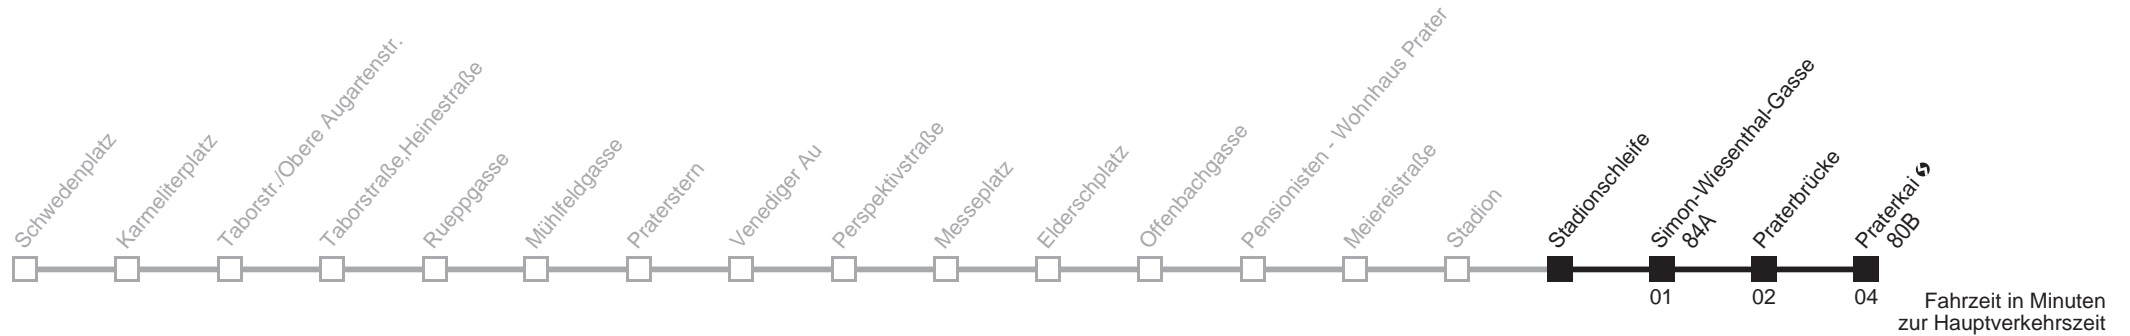 Schwedenplatz
Karmeliterplatz
Taborstr./Obere Augartenstr.
Taborstraße,Heinestraße
Rueppgasse
Mühlfeldgasse
Praterstern
Venediger Au
Perspektivstraße
Messeplatz
Elderschplatz
Offenbachgasse
Pensionisten - Wohnhaus Prater
Meiereistraße
Stadion
Stadionschleife
Simon-Wiesenthal-Gasse
84A
Praterbrücke
Praterkai
80B
01
02
04
Fahrzeit in Minuten
zur Hauptverkehrszeit